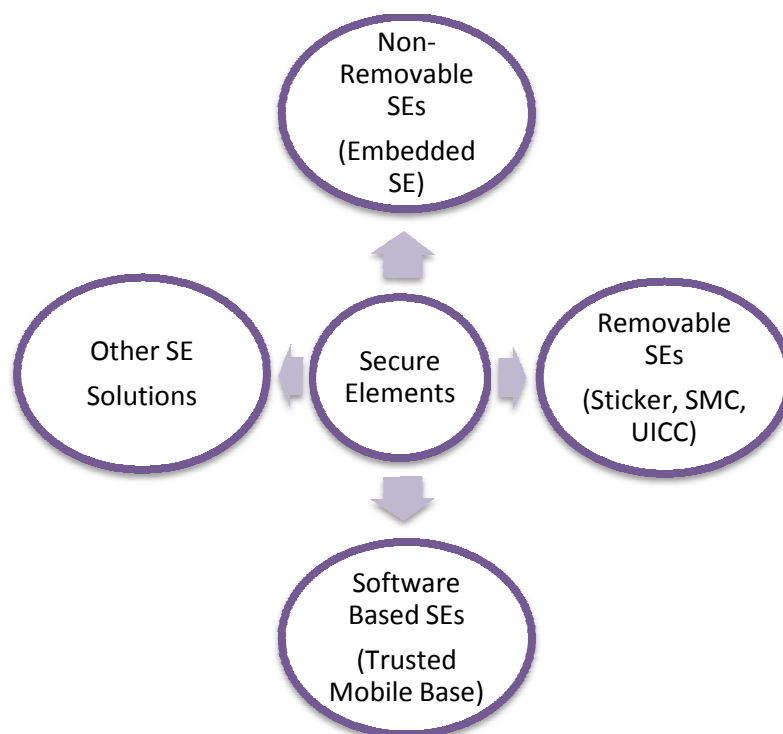 Non-
Removable
SEs
(Embedded
SE)
Other SE
Solutions
Secure
Elements
Removable
SEs
(Sticker, SMC,
UICC)
Software
Based SEs
(Trusted
Mobile Base)